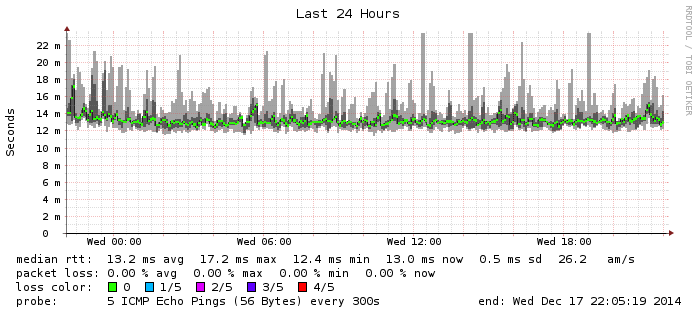 Last 24 Hours
RRDTOOL / TOBI OETIKER
Seconds
22 m
20 m
18 m
16 m
14 m
12 m
10 m
8 m
6 m
4 m
2 m
0
Wed 00:00 Wed 06:00 Wed 12:00 Wed 18:00
median rtt: 13.2 ms avg 17.2 ms max 12.4 ms min 13.0 ms now 0.5 ms sd 26.2 am/s
packet loss: 0.00 % avg 0.00 % max 0.00 % min 0.00 % now
loss color: 0 1/5 2/5 3/5 4/5
probe: 5 ICMP Echo Pings (56 Bytes) every 300s end: Wed Dec 17 22:05:19 2014